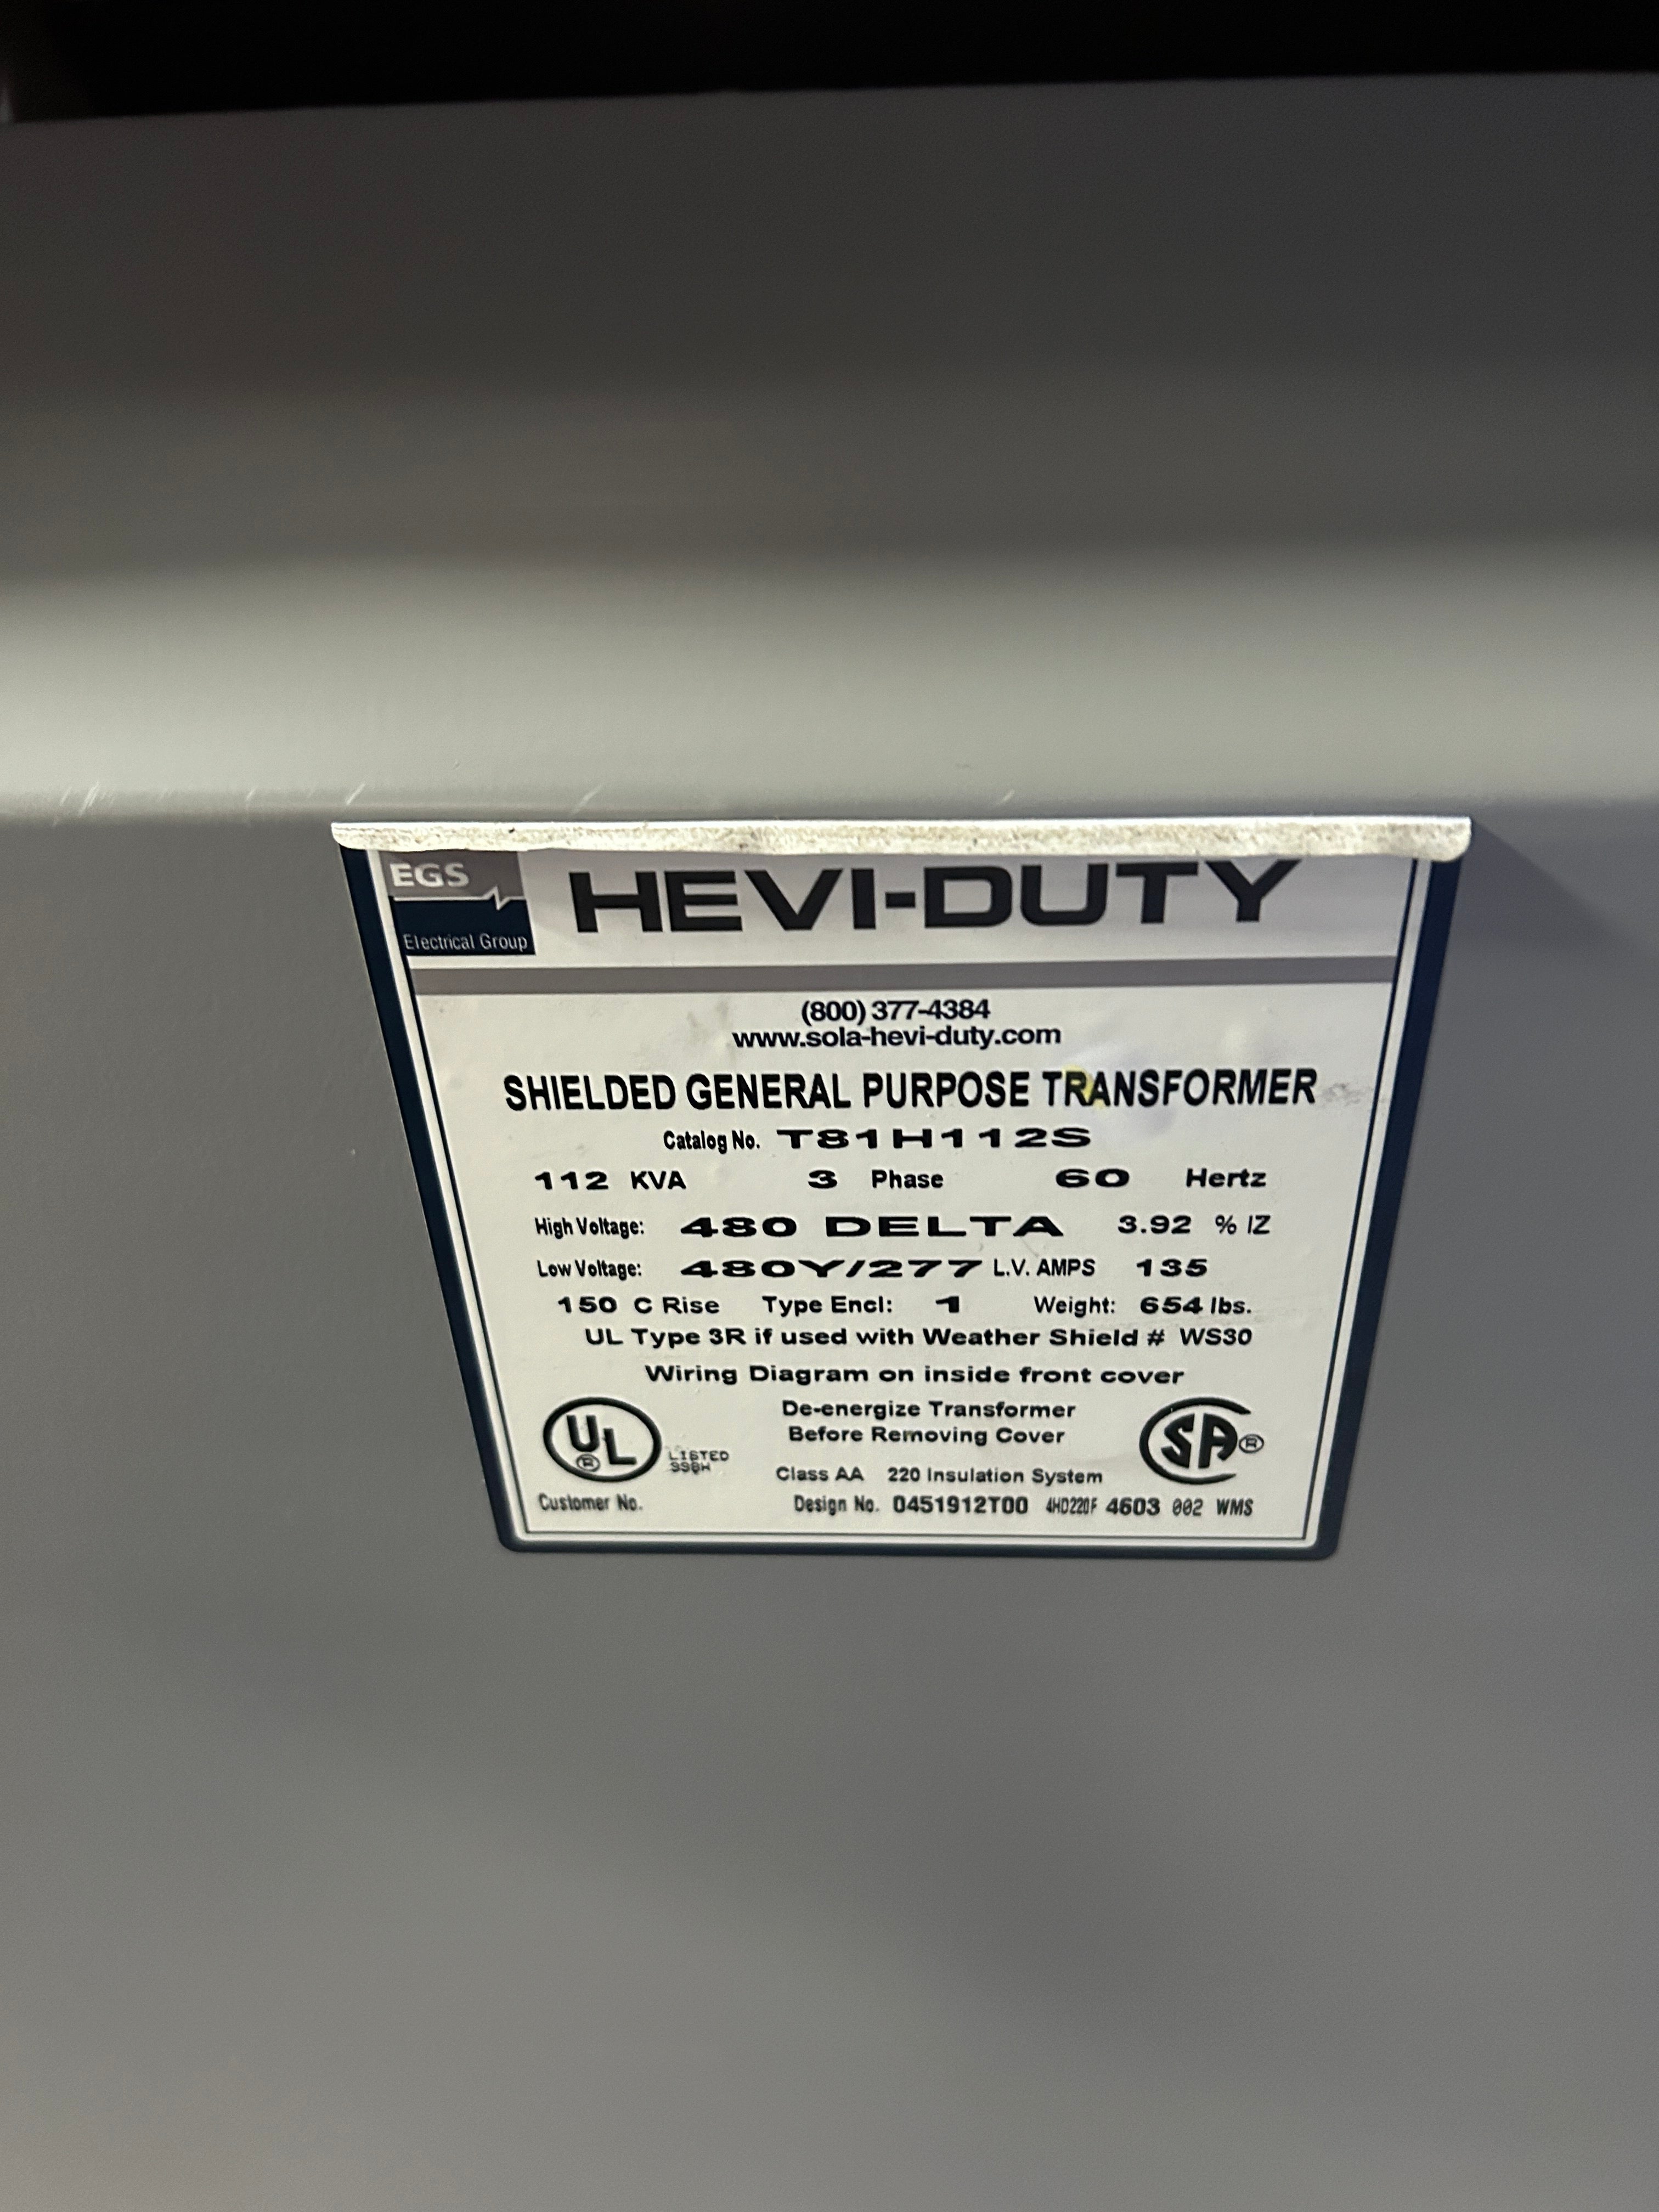 EGS
Electrical Group
HEVI-DUTY
(800) 377-4384
www.sola-hevi-duty.com
SHIELDED GENERAL PURPOSE TRANSFORMER
Catalog No. T81H112S
112 KVA 3 Phase 60 Hertz
High Voltage: 480 DELTA 3.92 % IZ
Low Voltage: 480Y/277 L.V. AMPS 135
150 C Rise Type Encl: 1 Weight: 654 lbs.
UL Type 3R if used with Weather Shield # WS30
Wiring Diagram on inside front cover
De-energize Transformer
Before Removing Cover
UL ® LISTED
SA ®
Class AA 220 Insulation System
Customer No. Design No. 0451912T00 4HD220F 4603 002 WMS